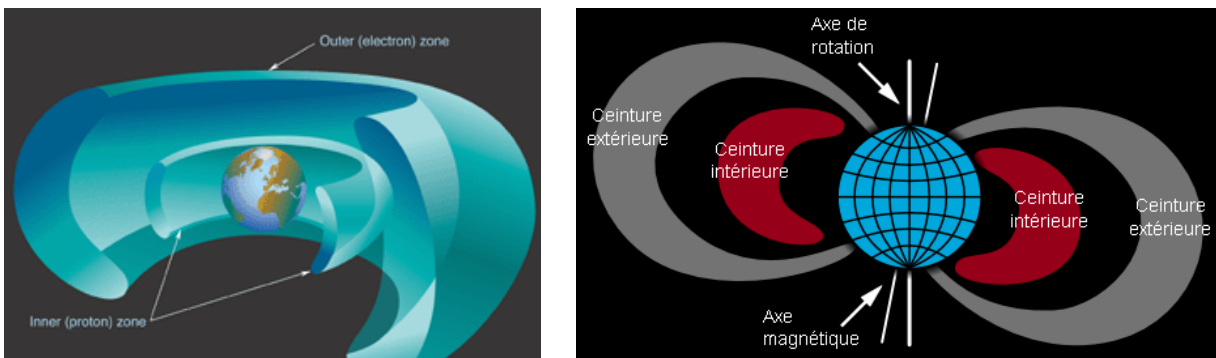 Outer (electron) zone
Inner (proton) zone
Axe de
rotation
Ceinture
extérieure
Ceinture
intérieure
Ceinture
intérieure
Ceinture
extérieure
Axe
magnétique